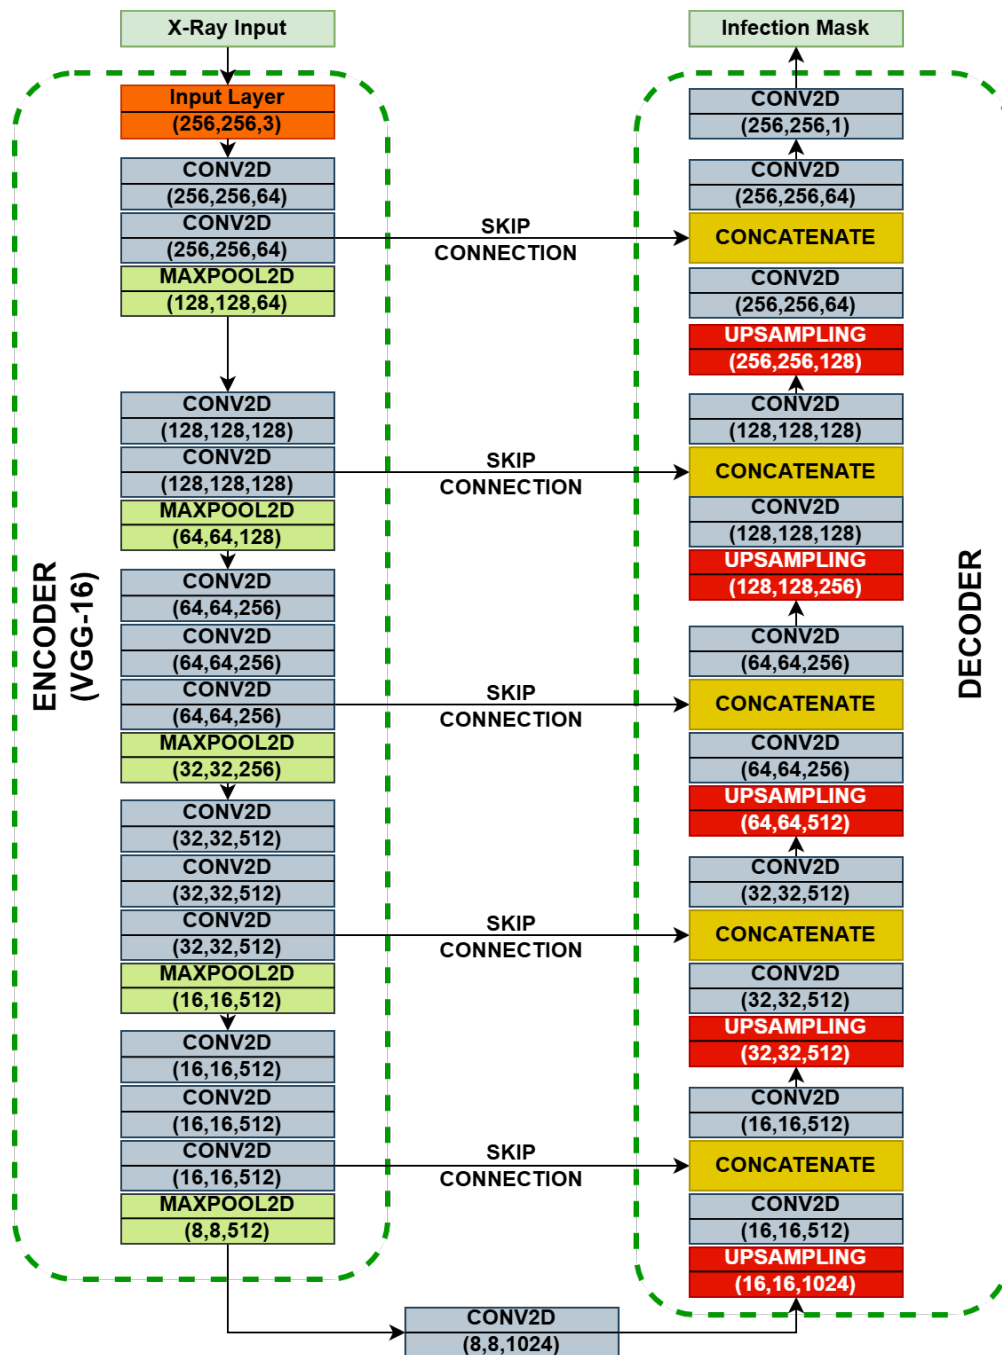 X-Ray Input
Input Layer
(256,256,3)
CONV2D
(256,256,64)
CONV2D
(256,256,64)
MAXPOOL2D
(128,128,64)
CONV2D
(128,128,128)
CONV2D
(128,128,128)
MAXPOOL2D
(64,64,128)
CONV2D
(64,64,256)
CONV2D
(64,64,256)
CONV2D
(64,64,256)
MAXPOOL2D
(32,32,256)
CONV2D
(32,32,512)
CONV2D
(32,32,512)
CONV2D
(32,32,512)
MAXPOOL2D
(16,16,512)
CONV2D
(16,16,512)
CONV2D
(16,16,512)
CONV2D
(16,16,512)
MAXPOOL2D
(8,8,512)
ENCODER
(VGG-16)
SKIP
CONNECTION
SKIP
CONNECTION
SKIP
CONNECTION
SKIP
CONNECTION
SKIP
CONNECTION
CONV2D
(8,8,1024)
Infection Mask
CONV2D
(256,256,1)
CONV2D
(256,256,64)
CONCATENATE
CONV2D
(256,256,64)
UPSAMPLING
(256,256,128)
CONV2D
(128,128,128)
CONCATENATE
CONV2D
(128,128,128)
UPSAMPLING
(128,128,256)
CONV2D
(64,64,256)
CONCATENATE
CONV2D
(64,64,256)
UPSAMPLING
(64,64,512)
CONV2D
(32,32,512)
CONCATENATE
CONV2D
(32,32,512)
UPSAMPLING
(32,32,512)
CONV2D
(16,16,512)
CONCATENATE
CONV2D
(16,16,512)
UPSAMPLING
(16,16,1024)
DECODER